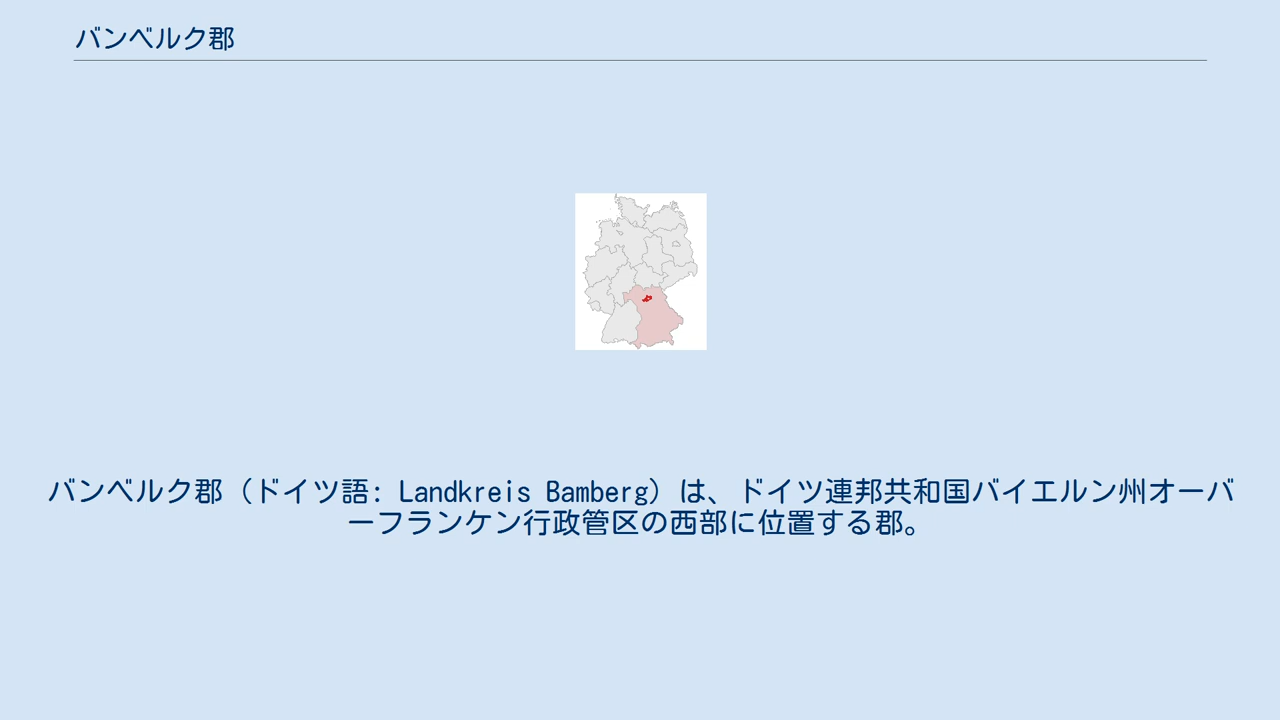 バンベルク郡
バンベルク郡（ドイツ語: Landkreis Bamberg）は、ドイツ連邦共和国バイエルン州オーバ
ーフランケン行政管区の西部に位置する郡。